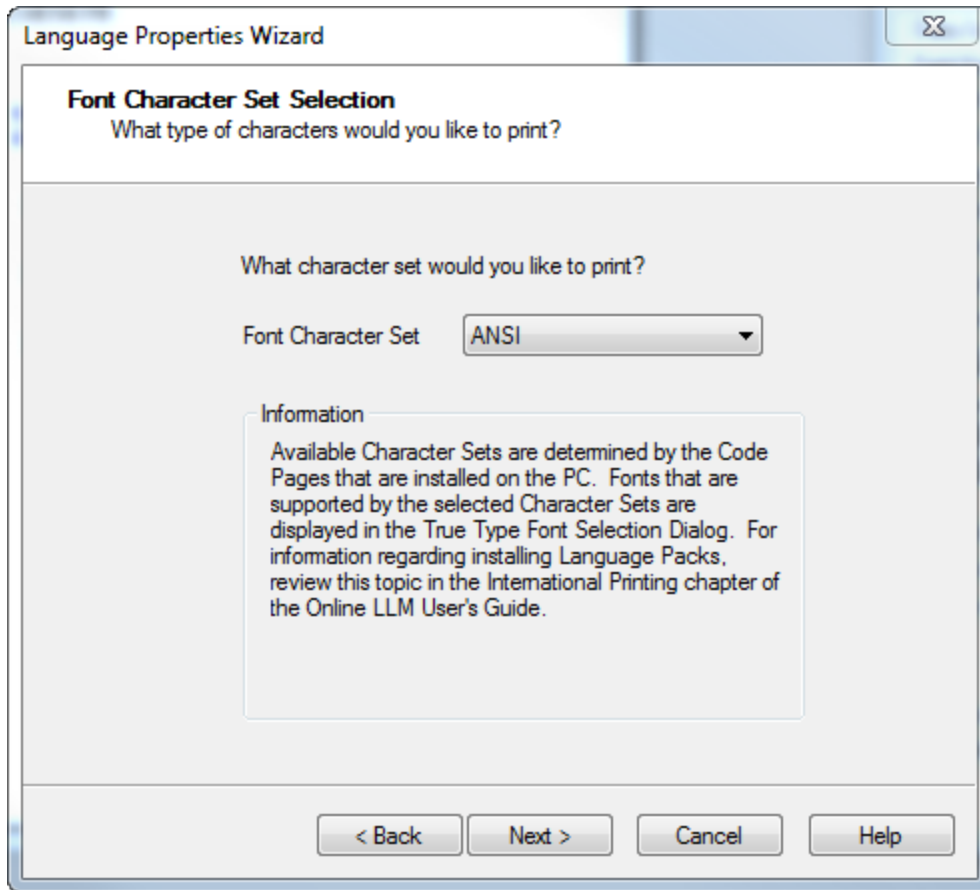 Language Properties Wizard
Font Character Set Selection
What type of characters would you like to print?
What character set would you like to print?
Font Character Set ANSI
Information
Available Character Sets are determined by the Code
Pages that are installed on the PC. Fonts that are
supported by the selected Character Sets are
displayed in the True Type Font Selection Dialog. For
information regarding installing Language Packs,
review this topic in the International Printing chapter of
the Online LLM User's Guide.
< Back Next > Cancel Help